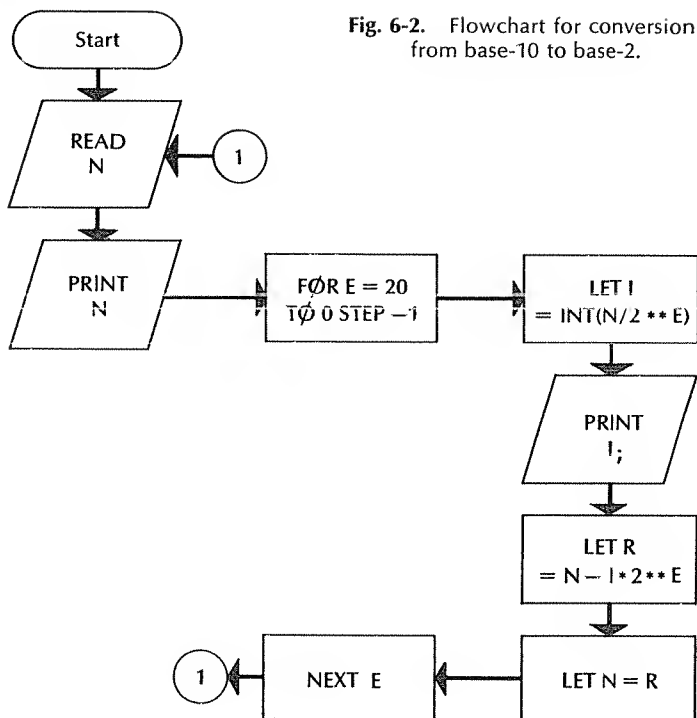 Fig. 6-2. Flowchart for conversion
from base-10 to base-2.
Start
READ
N
1
PRINT
N
FØR E = 20
TØ 0 STEP -1
LET I
= INT(N/2 ** E)
PRINT
I;
LET R
= N - I*2**E
LET N = R
NEXT E
1